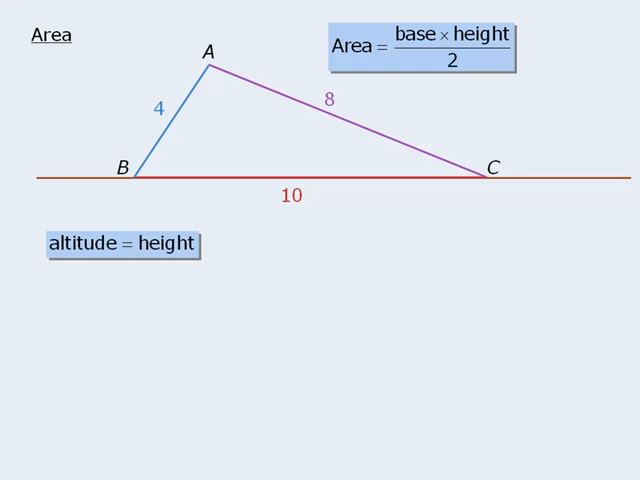 Area
A
Area = base × height / 2
4
8
B
C
10
altitude = height